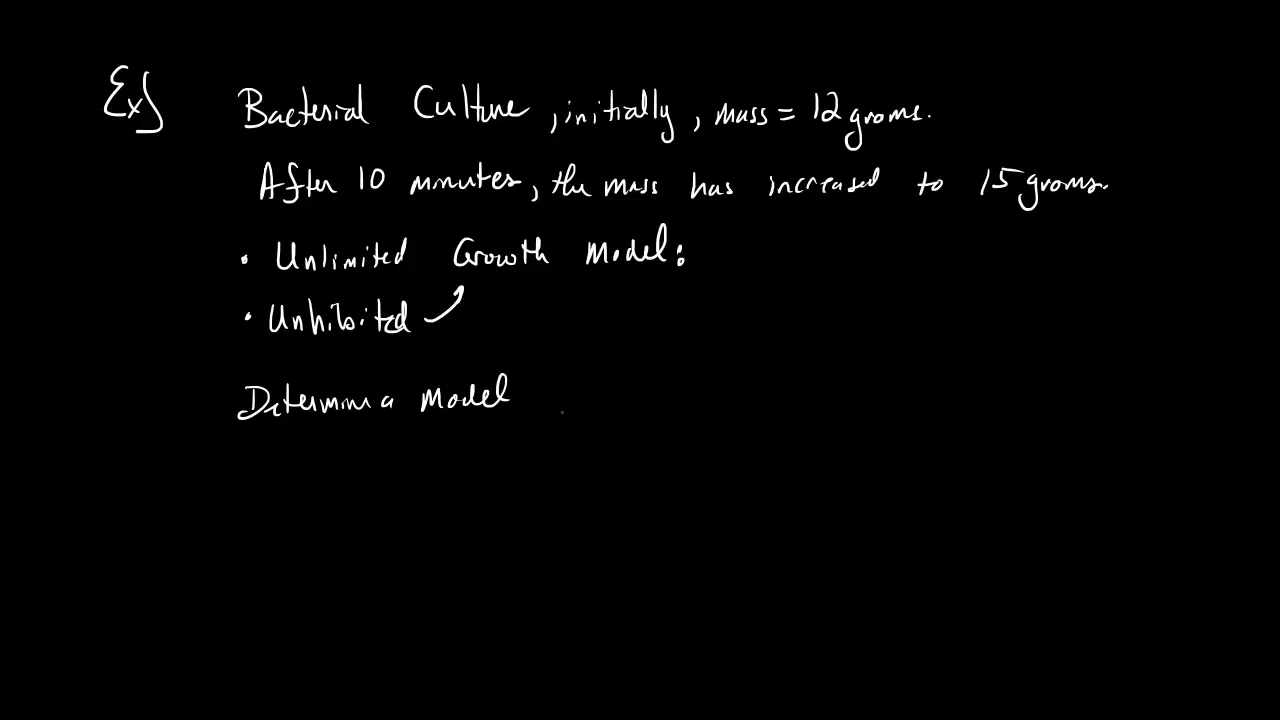 Ex) Bacterial Culture, initially, mass = 12 grams.
After 10 minutes, the mass has increased to 15 grams.
• Unlimited Growth Model:
• Unhibited
Determine a Model